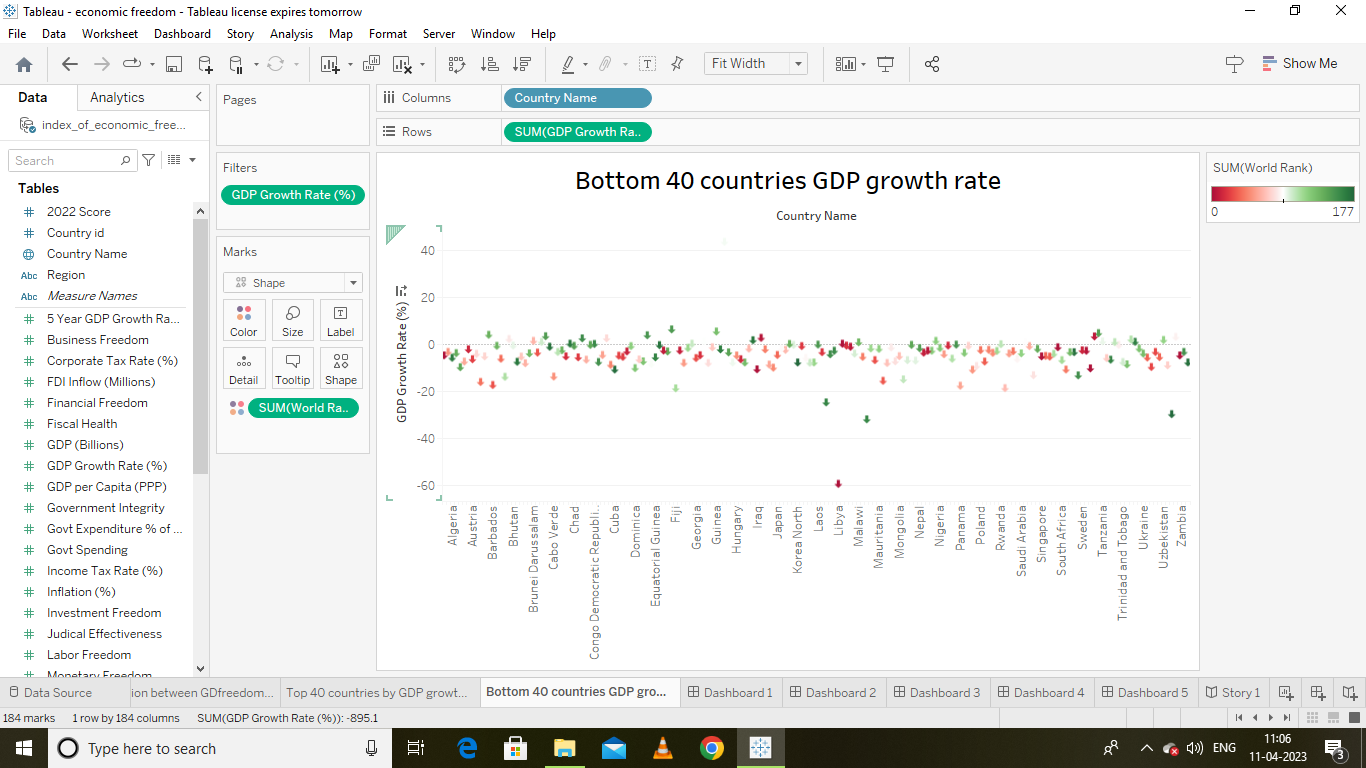 Tableau - economic freedom - Tableau license expires tomorrow
File Data Worksheet Dashboard Story Analysis Map Format Server Window Help
Fit Width
Show Me
Data Analytics
index_of_economic_free...
Search
Tables
2022 Score
Country id
Country Name
Abc Region
Abc Measure Names
5 Year GDP Growth Ra...
Business Freedom
Corporate Tax Rate (%)
FDI Inflow (Millions)
Financial Freedom
Fiscal Health
GDP (Billions)
GDP Growth Rate (%)
GDP per Capita (PPP)
Government Integrity
Govt Expenditure % of ...
Govt Spending
Income Tax Rate (%)
Inflation (%)
Investment Freedom
Judical Effectiveness
Labor Freedom
Monetary Freedom
Pages
Filters
GDP Growth Rate (%)
Marks
Shape
Color Size Label
Detail Tooltip Shape
SUM(World Ra..
Columns Country Name
Rows SUM(GDP Growth Ra..
Bottom 40 countries GDP growth rate
Country Name
GDP Growth Rate (%)
40
20
0
-20
-40
-60
Algeria
Austria
Barbados
Bhutan
Brunei Darussalam
Cabo Verde
Chad
Congo Democratic Republi..
Cuba
Dominica
Equatorial Guinea
Fiji
Georgia
Guinea
Hungary
Iraq
Japan
Korea North
Laos
Libya
Malawi
Mauritania
Mongolia
Nepal
Nigeria
Panama
Poland
Rwanda
Saudi Arabia
Singapore
South Africa
Sweden
Tanzania
Trinidad and Tobago
Ukraine
Uzbekistan
Zambia
SUM(World Rank)
0 177
Data Source
ion between GDfreedom...
Top 40 countries by GDP growt...
Bottom 40 countries GDP gro...
Dashboard 1
Dashboard 2
Dashboard 3
Dashboard 4
Dashboard 5
Story 1
184 marks 1 row by 184 columns SUM(GDP Growth Rate (%)): -895.1
Type here to search
ENG
11:06
11-04-2023
3